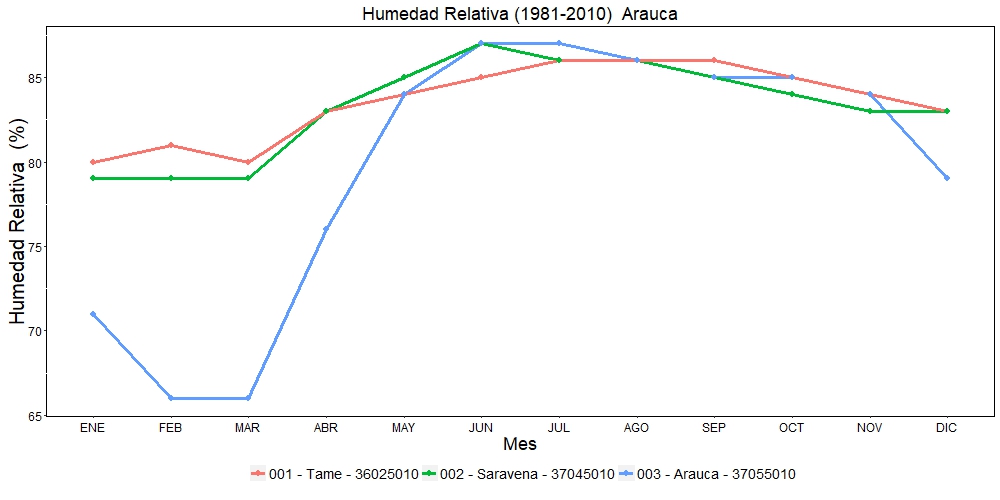 Humedad Relativa (1981-2010) Arauca
Humedad Relativa (%)
85
80
75
70
65
ENE FEB MAR ABR MAY JUN JUL AGO SEP OCT NOV DIC
Mes
001 - Tame - 36025010 002 - Saravena - 37045010 003 - Arauca - 37055010